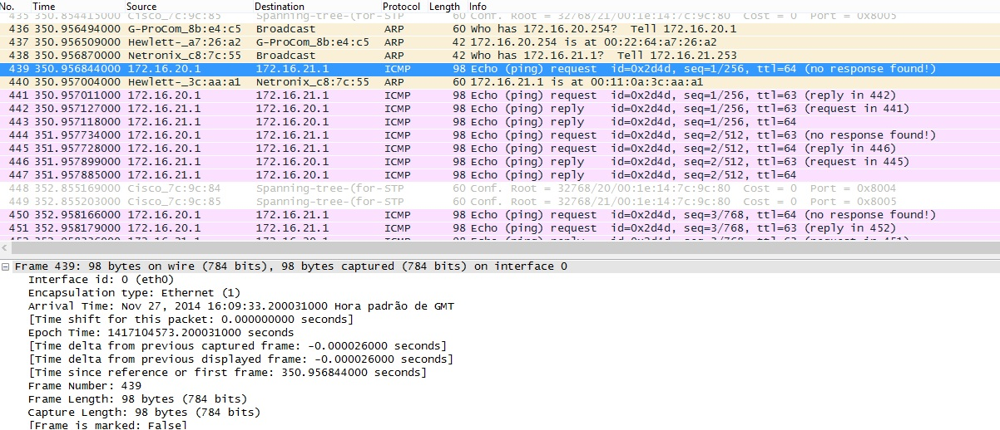 No. Time Source Destination Protocol Length Info
435 350.854415000 Cisco_7c:9c:85 Spanning-tree-(for- STP 60 Conf. Root = 32768/21/00:1e:14:7c:9c:80 Cost = 0 Port = 0x8005
436 350.956494000 G-ProCom_8b:e4:c5 Broadcast ARP 60 Who has 172.16.20.254? Tell 172.16.20.1
437 350.956509000 Hewlett-_a7:26:a2 G-ProCom_8b:e4:c5 ARP 42 172.16.20.254 is at 00:22:64:a7:26:a2
438 350.956870000 Netronix_c8:7c:55 Broadcast ARP 42 Who has 172.16.21.1? Tell 172.16.21.253
439 350.956844000 172.16.20.1 172.16.21.1 ICMP 98 Echo (ping) request id=0x2d4d, seq=1/256, ttl=64 (no response found!)
440 350.957004000 Hewlett-_3c:aa:a1 Netronix_c8:7c:55 ARP 60 172.16.21.1 is at 00:11:0a:3c:aa:a1
441 350.957011000 172.16.20.1 172.16.21.1 ICMP 98 Echo (ping) request id=0x2d4d, seq=1/256, ttl=63 (reply in 442)
442 350.957127000 172.16.21.1 172.16.20.1 ICMP 98 Echo (ping) reply id=0x2d4d, seq=1/256, ttl=63 (request in 441)
443 350.957118000 172.16.21.1 172.16.20.1 ICMP 98 Echo (ping) reply id=0x2d4d, seq=1/256, ttl=64
444 351.957734000 172.16.20.1 172.16.21.1 ICMP 98 Echo (ping) request id=0x2d4d, seq=2/512, ttl=63 (no response found!)
445 351.957728000 172.16.20.1 172.16.21.1 ICMP 98 Echo (ping) request id=0x2d4d, seq=2/512, ttl=64 (reply in 446)
446 351.957899000 172.16.21.1 172.16.20.1 ICMP 98 Echo (ping) reply id=0x2d4d, seq=2/512, ttl=63 (request in 445)
447 351.957885000 172.16.21.1 172.16.20.1 ICMP 98 Echo (ping) reply id=0x2d4d, seq=2/512, ttl=64
448 352.855169000 Cisco_7c:9c:84 Spanning-tree-(for- STP 60 Conf. Root = 32768/20/00:1e:14:7c:9c:80 Cost = 0 Port = 0x8004
449 352.855203000 Cisco_7c:9c:85 Spanning-tree-(for- STP 60 Conf. Root = 32768/21/00:1e:14:7c:9c:80 Cost = 0 Port = 0x8005
450 352.958166000 172.16.20.1 172.16.21.1 ICMP 98 Echo (ping) request id=0x2d4d, seq=3/768, ttl=64 (no response found!)
451 352.958179000 172.16.20.1 172.16.21.1 ICMP 98 Echo (ping) request id=0x2d4d, seq=3/768, ttl=63 (reply in 452)
Frame 439: 98 bytes on wire (784 bits), 98 bytes captured (784 bits) on interface 0
Interface id: 0 (eth0)
Encapsulation type: Ethernet (1)
Arrival Time: Nov 27, 2014 16:09:33.200031000 Hora padrão de GMT
[Time shift for this packet: 0.000000000 seconds]
Epoch Time: 1417104573.200031000 seconds
[Time delta from previous captured frame: -0.000026000 seconds]
[Time delta from previous displayed frame: -0.000026000 seconds]
[Time since reference or first frame: 350.956844000 seconds]
Frame Number: 439
Frame Length: 98 bytes (784 bits)
Capture Length: 98 bytes (784 bits)
[Frame is marked: False]